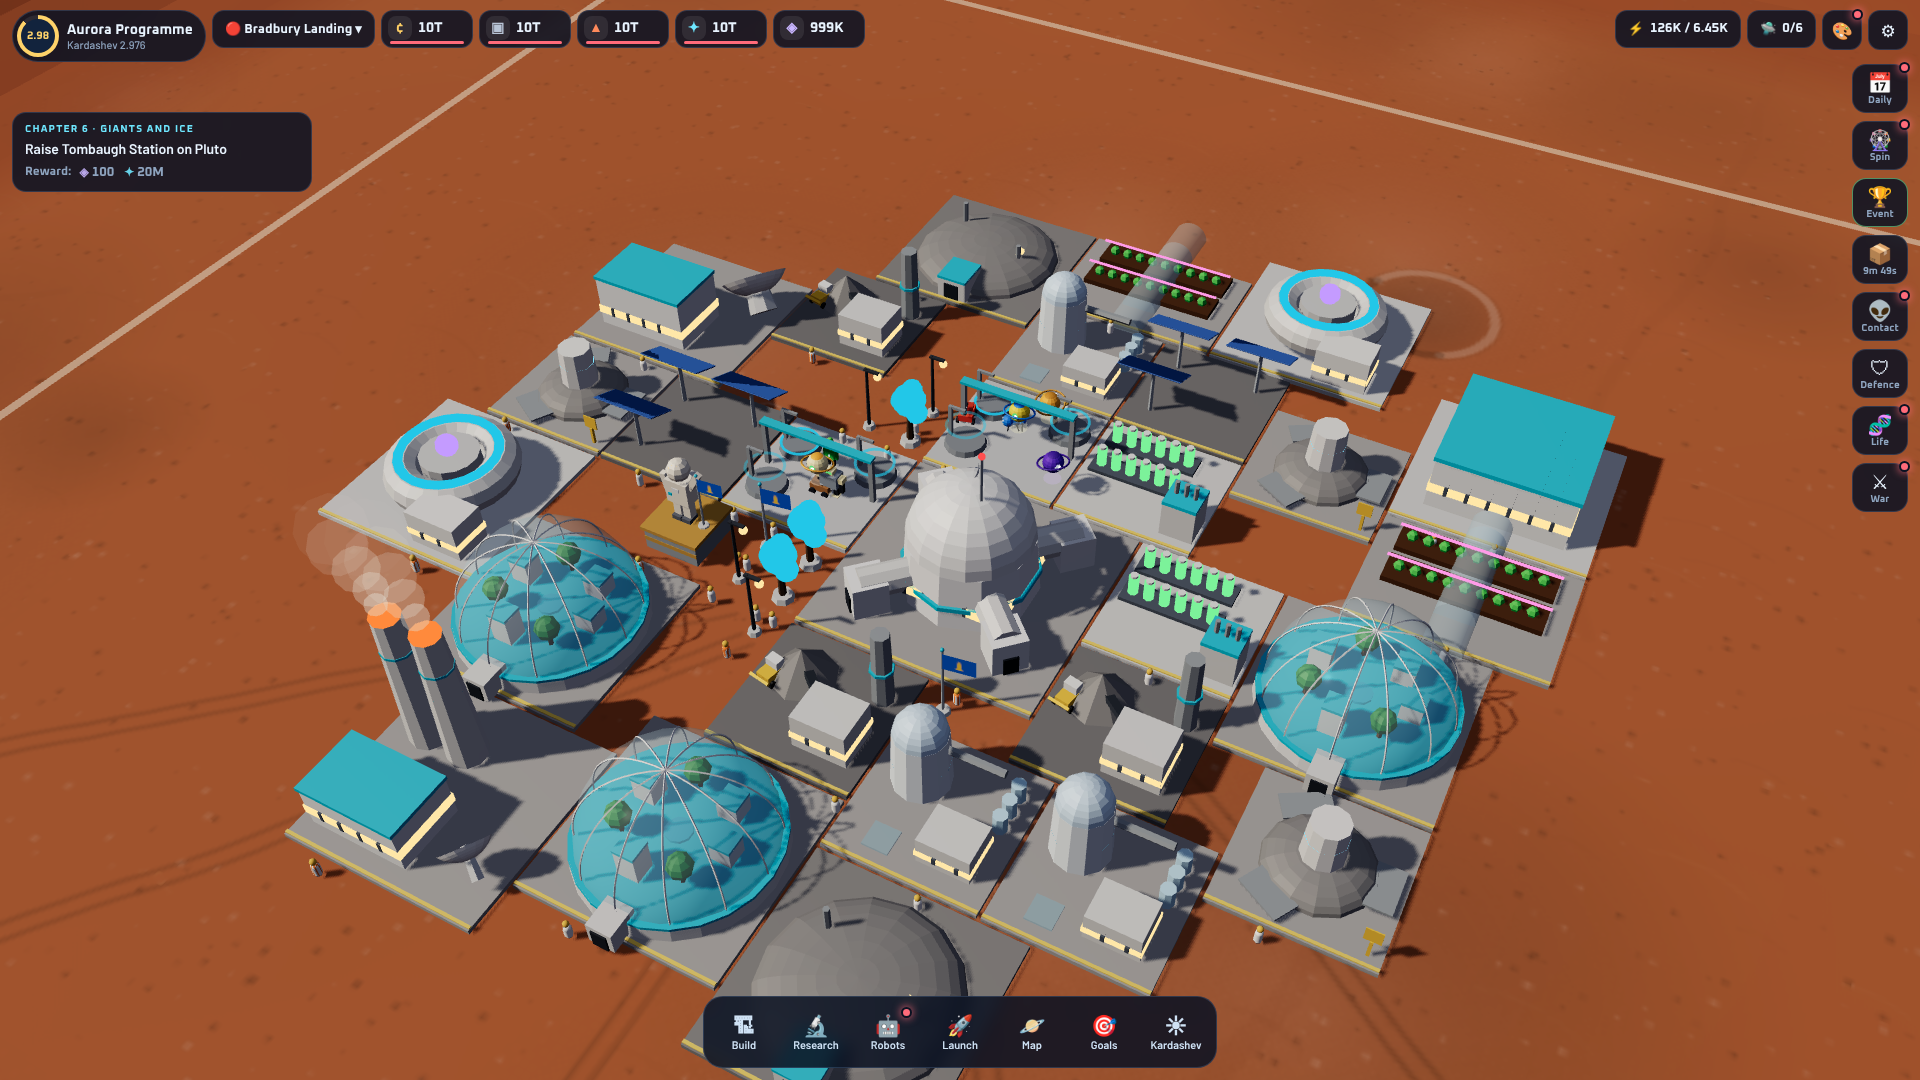 2.98
Aurora Programme
Kardashev 2.976
Bradbury Landing ▾
¢ 10T
10T
10T
10T
999K
126K / 6.45K
0/6
CHAPTER 6 · GIANTS AND ICE
Raise Tombaugh Station on Pluto
Reward: 100 20M
17
Daily
Spin
Event
9m 49s
Contact
Defence
Life
War
Build
Research
Robots
Launch
Map
Goals
Kardashev